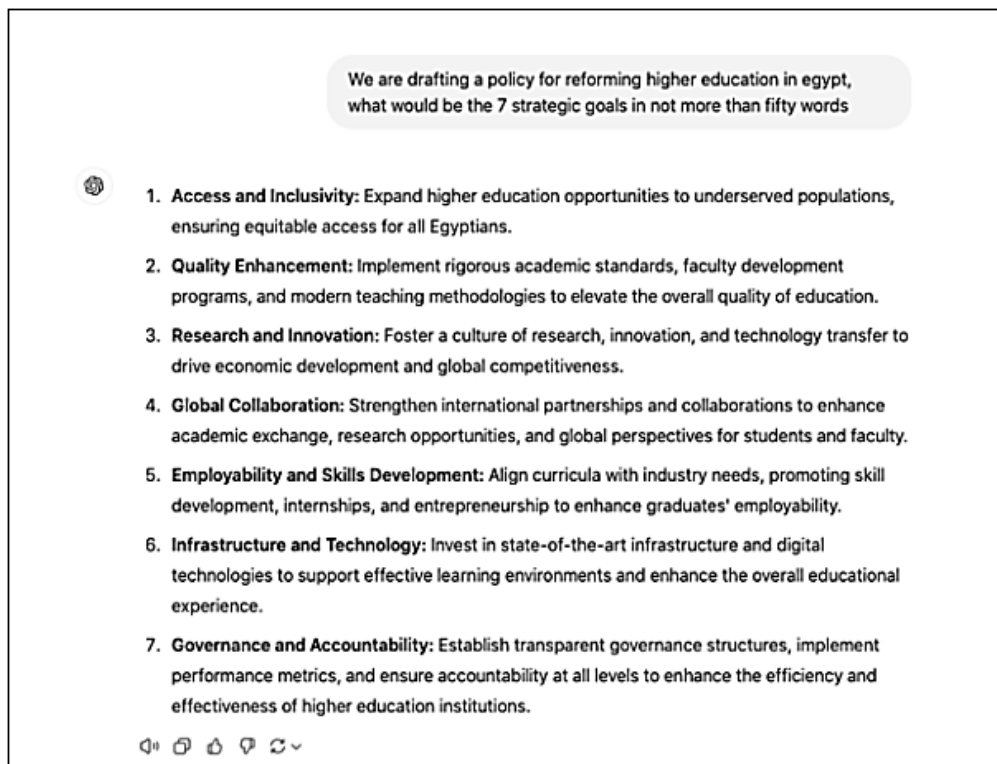 We are drafting a policy for reforming higher education in egypt,
what would be the 7 strategic goals in not more than fifty words
1. Access and Inclusivity: Expand higher education opportunities to underserved populations,
ensuring equitable access for all Egyptians.
2. Quality Enhancement: Implement rigorous academic standards, faculty development
programs, and modern teaching methodologies to elevate the overall quality of education.
3. Research and Innovation: Foster a culture of research, innovation, and technology transfer to
drive economic development and global competitiveness.
4. Global Collaboration: Strengthen international partnerships and collaborations to enhance
academic exchange, research opportunities, and global perspectives for students and faculty.
5. Employability and Skills Development: Align curricula with industry needs, promoting skill
development, internships, and entrepreneurship to enhance graduates' employability.
6. Infrastructure and Technology: Invest in state-of-the-art infrastructure and digital
technologies to support effective learning environments and enhance the overall educational
experience.
7. Governance and Accountability: Establish transparent governance structures, implement
performance metrics, and ensure accountability at all levels to enhance the efficiency and
effectiveness of higher education institutions.